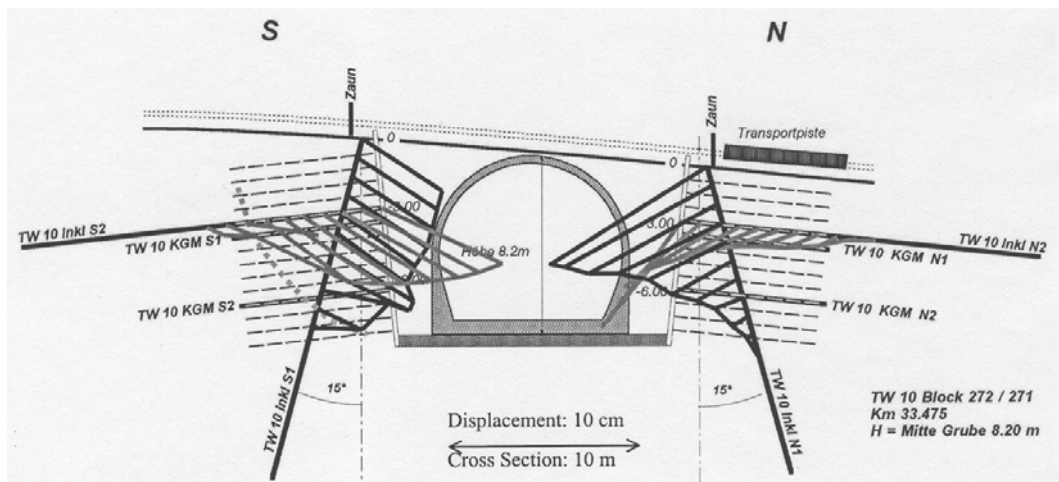 S
N
Zaun
Zaun
Transportpiste
0
0
-3.00
-3.00
TW 10 Inkl S2
TW 10 KGM S1
Höhe 8.2m
TW 10 Inkl N2
TW 10 KGM N1
-6.00
TW 10 KGM S2
TW 10 KGM N2
TW 10 Inkl S1
15°
15°
TW 10 Inkl N1
Displacement: 10 cm
Cross Section: 10 m
TW 10 Block 272 / 271
Km 33.475
H = Mitte Grube 8.20 m